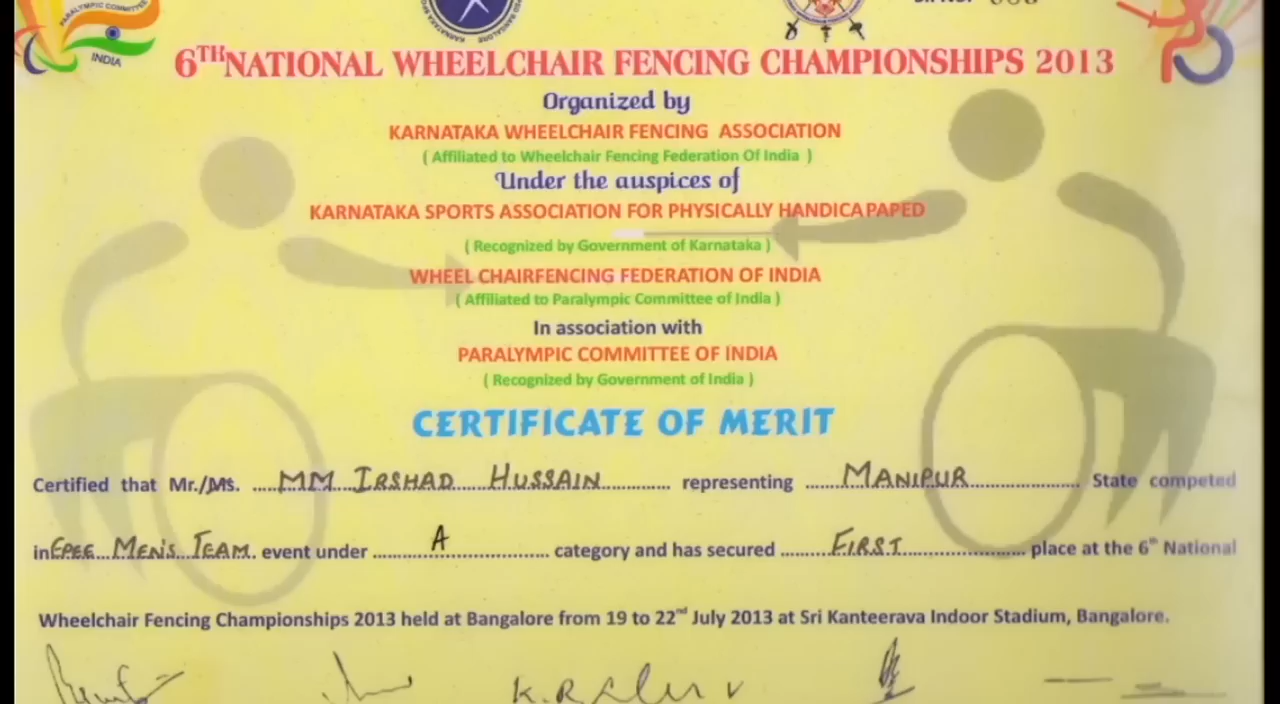 PARALYMPIC COMMITTEE
INDIA
6TH NATIONAL WHEELCHAIR FENCING CHAMPIONSHIPS 2013
Organized by
KARNATAKA WHEELCHAIR FENCING ASSOCIATION
( Affiliated to Wheelchair Fencing Federation Of India )
Under the auspices of
KARNATAKA SPORTS ASSOCIATION FOR PHYSICALLY HANDICAPAPED
( Recognized by Government of Karnataka )
WHEEL CHAIRFENCING FEDERATION OF INDIA
( Affiliated to Paralympic Committee of India )
In association with
PARALYMPIC COMMITTEE OF INDIA
( Recognized by Government of India )
CERTIFICATE OF MERIT
Certified that Mr./Ms. MM IRSHAD HUSSAIN representing MANIPUR State competed
in EPEE MEN'S TEAM event under A category and has secured FIRST place at the 6th National
Wheelchair Fencing Championships 2013 held at Bangalore from 19 to 22nd July 2013 at Sri Kanteerava Indoor Stadium, Bangalore.